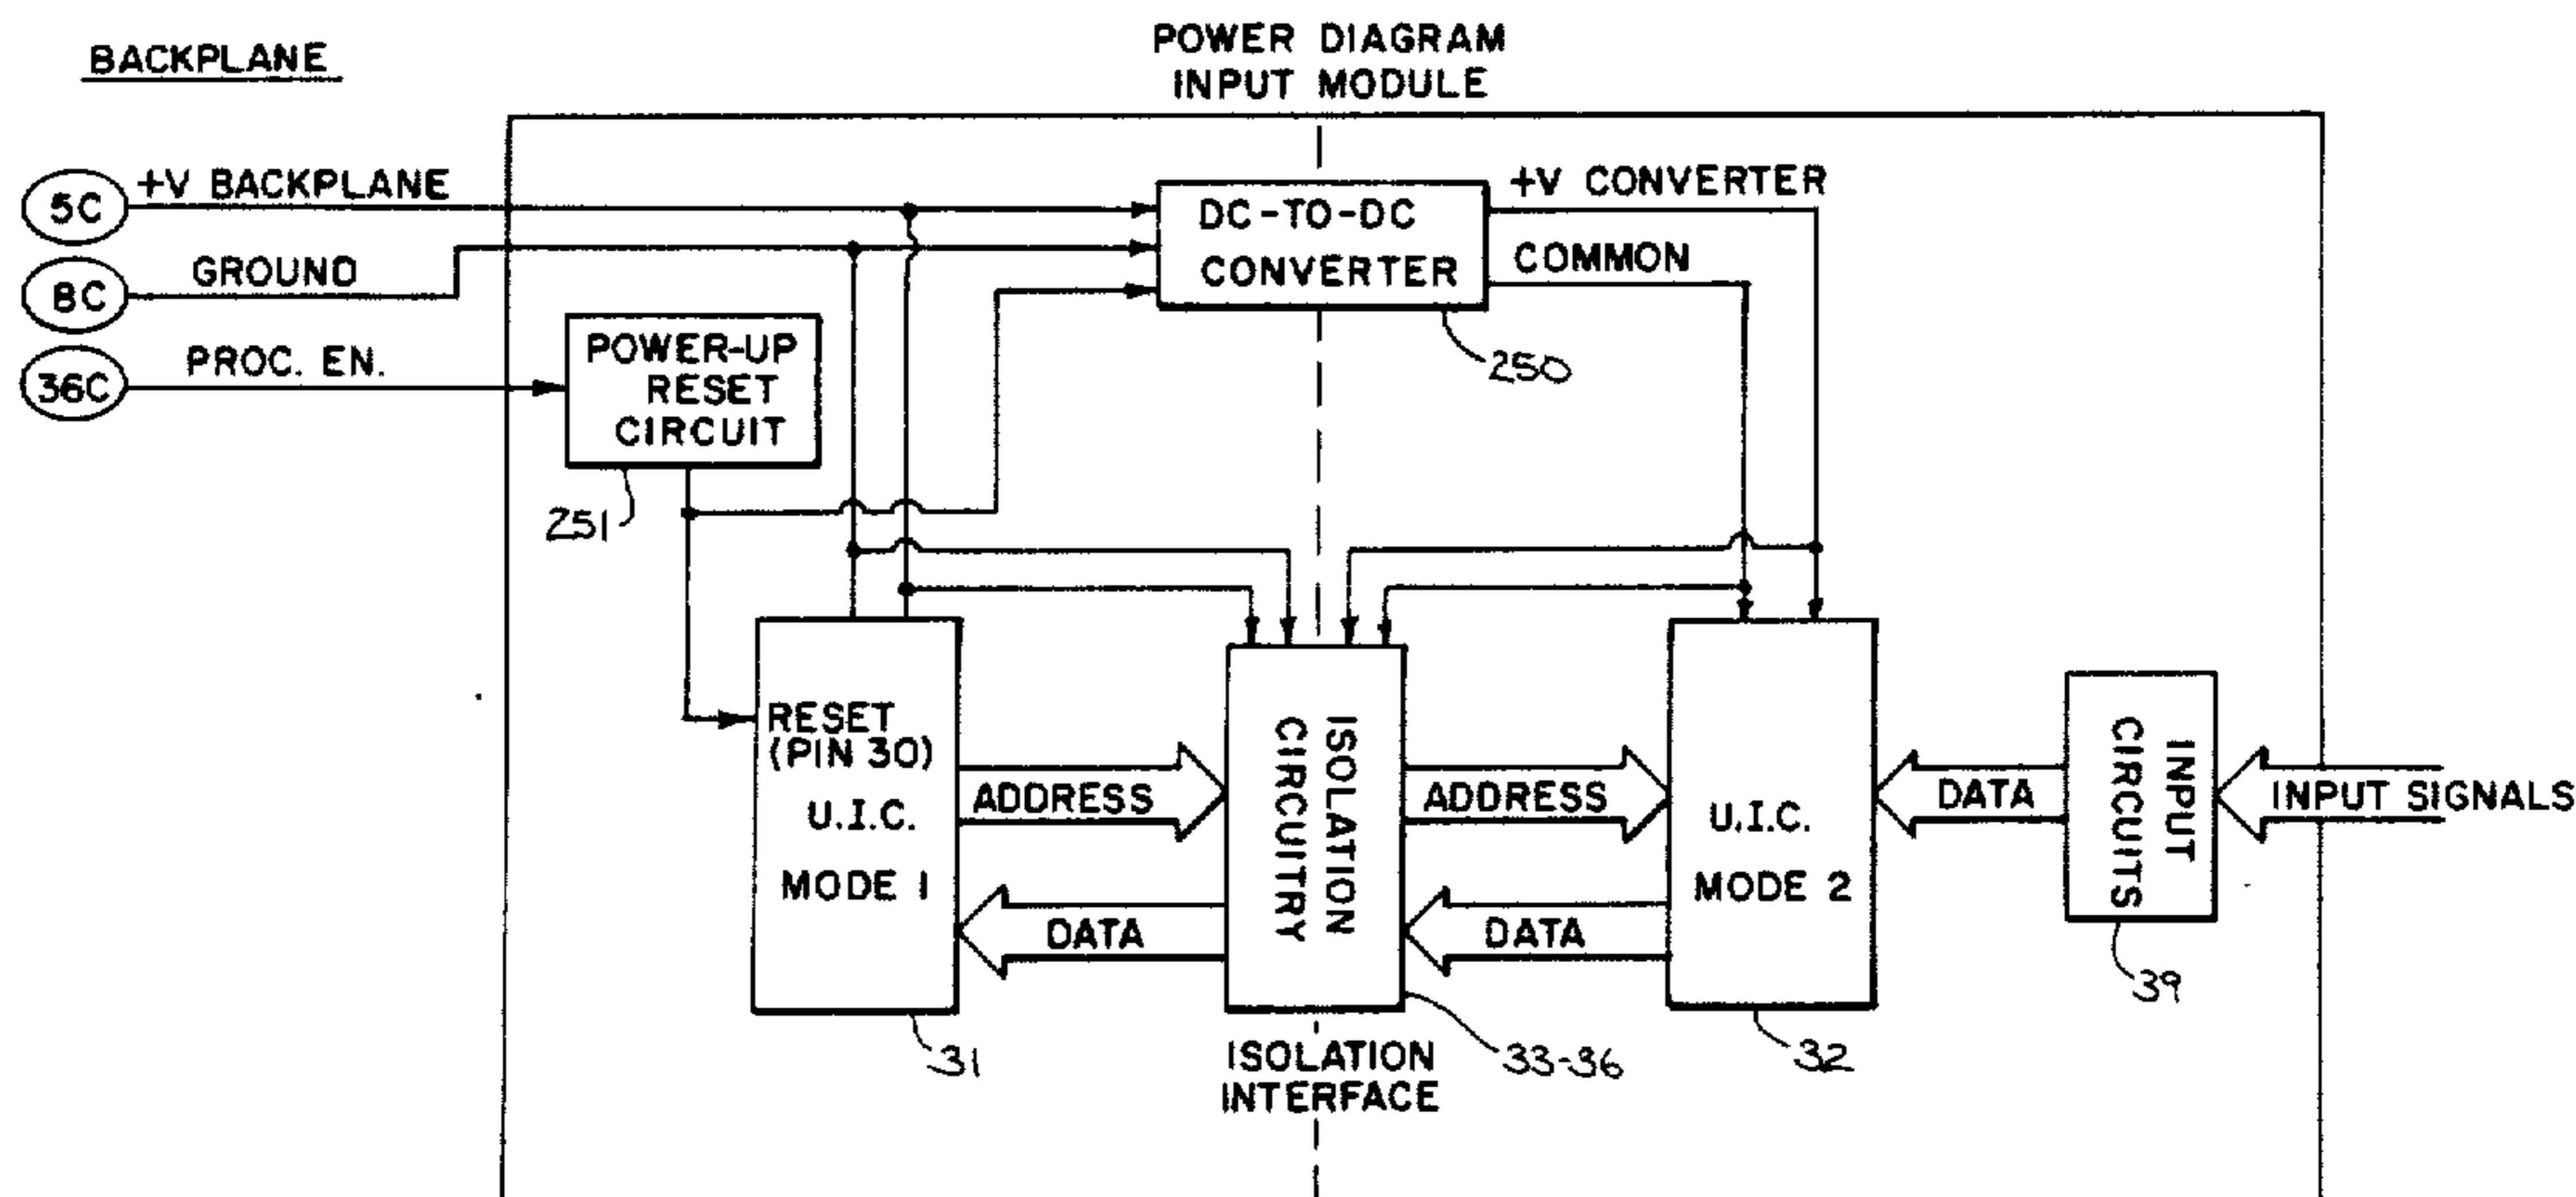 BACKPLANE
POWER DIAGRAM
INPUT MODULE
5C
+V BACKPLANE
8C
GROUND
36C
PROC. EN.
POWER-UP
RESET
CIRCUIT
251
DC-TO-DC
CONVERTER
250
+V CONVERTER
COMMON
RESET
(PIN 30)
U.I.C.
MODE 1
31
ADDRESS
DATA
ISOLATION
CIRCUITRY
33-36
ISOLATION
INTERFACE
ADDRESS
DATA
U.I.C.
MODE 2
32
DATA
INPUT
CIRCUITS
39
INPUT SIGNALS